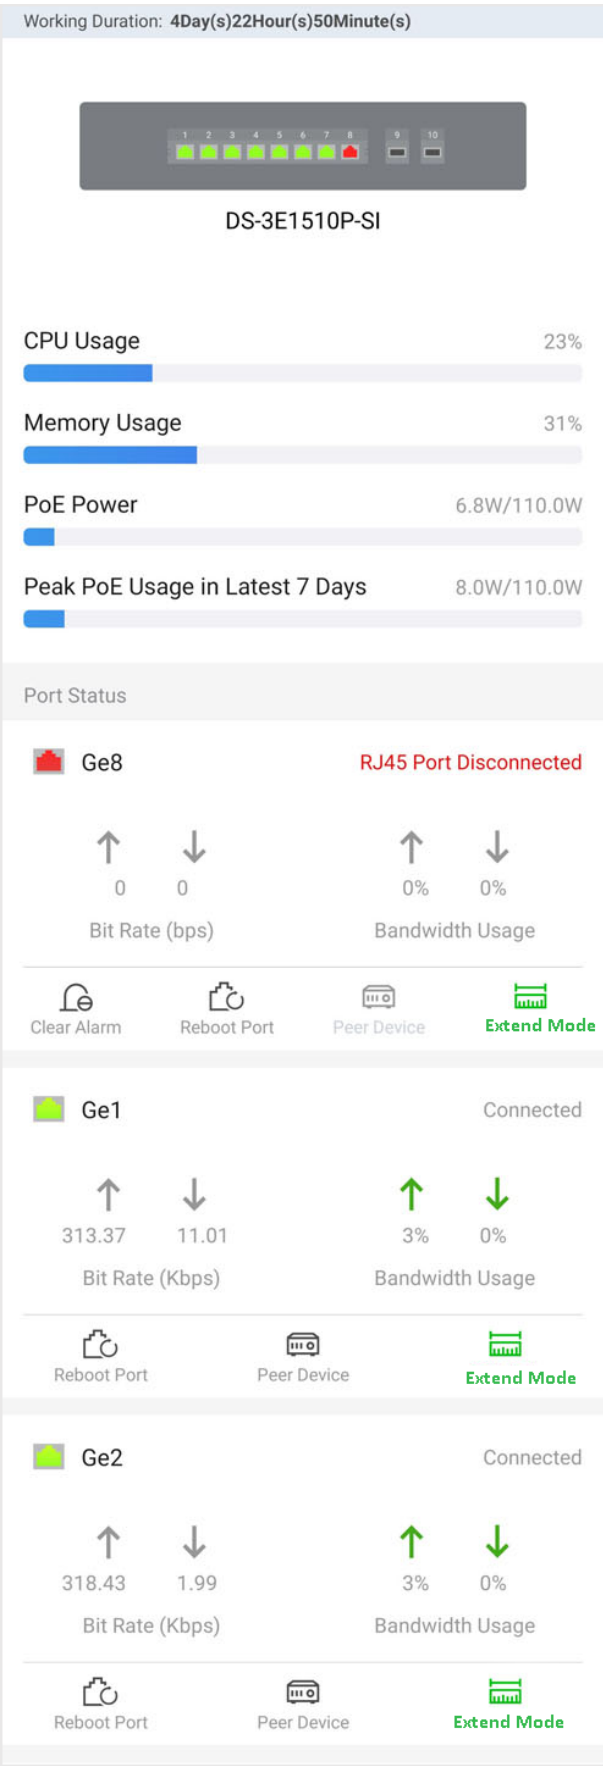 Working Duration: 4Day(s)22Hour(s)50Minute(s)
1 2 3 4 5 6 7 8 9 10
DS-3E1510P-SI
CPU Usage 23%
Memory Usage 31%
PoE Power 6.8W/110.0W
Peak PoE Usage in Latest 7 Days 8.0W/110.0W
Port Status
Ge8 RJ45 Port Disconnected
0 0 0% 0%
Bit Rate (bps) Bandwidth Usage
Clear Alarm Reboot Port Peer Device Extend Mode
Ge1 Connected
313.37 11.01 3% 0%
Bit Rate (Kbps) Bandwidth Usage
Reboot Port Peer Device Extend Mode
Ge2 Connected
318.43 1.99 3% 0%
Bit Rate (Kbps) Bandwidth Usage
Reboot Port Peer Device Extend Mode